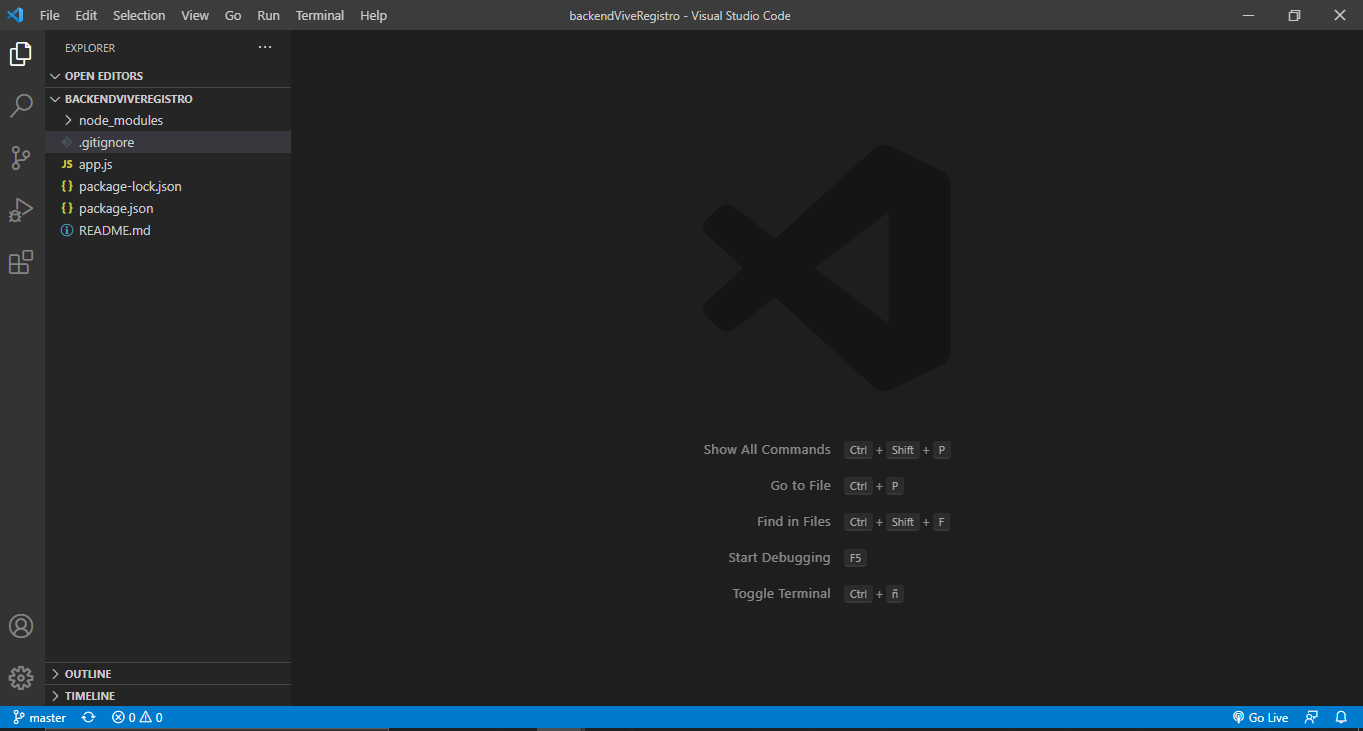 File Edit Selection View Go Run Terminal Help
backendViveRegistro - Visual Studio Code
EXPLORER
OPEN EDITORS
BACKENDVIVEREGISTRO
node_modules
.gitignore
JS app.js
{} package-lock.json
{} package.json
README.md
Show All Commands Ctrl + Shift + P
Go to File Ctrl + P
Find in Files Ctrl + Shift + F
Start Debugging F5
Toggle Terminal Ctrl + ñ
OUTLINE
TIMELINE
master 0 0 Go Live